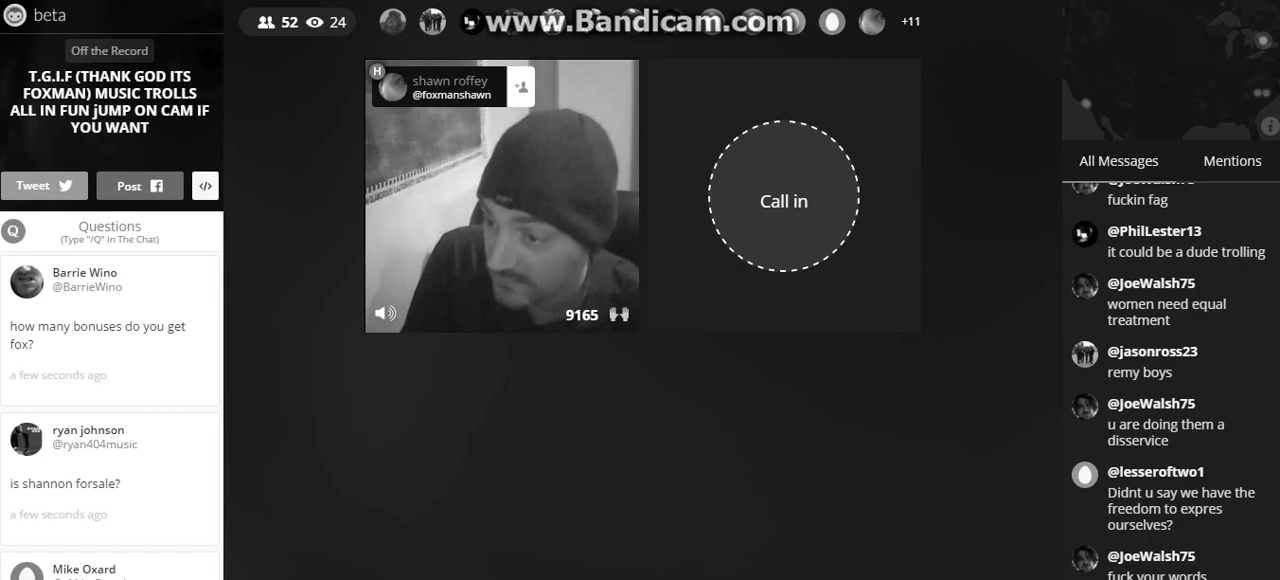 beta
52 24
www.Bandicam.com
+11
Off the Record
T.G.I.F (THANK GOD ITS
FOXMAN) MUSIC TROLLS
ALL IN FUN jUMP ON CAM IF
YOU WANT
Tweet
Post
</>
Q
Questions
(Type "/Q" In The Chat)
Barrie Wino
@BarrieWino
how many bonuses do you get
fox?
a few seconds ago
ryan johnson
@ryan404music
is shannon forsale?
a few seconds ago
Mike Oxard
H
shawn roffey
@foxmanshawn
9165
Call in
All Messages Mentions
fuckin fag
@PhilLester13
it could be a dude trolling
@JoeWalsh75
women need equal
treatment
@jasonross23
remy boys
@JoeWalsh75
u are doing them a
disservice
@lesseroftwo1
Didnt u say we have the
freedom to expres
ourselves?
@JoeWalsh75
fuck your words